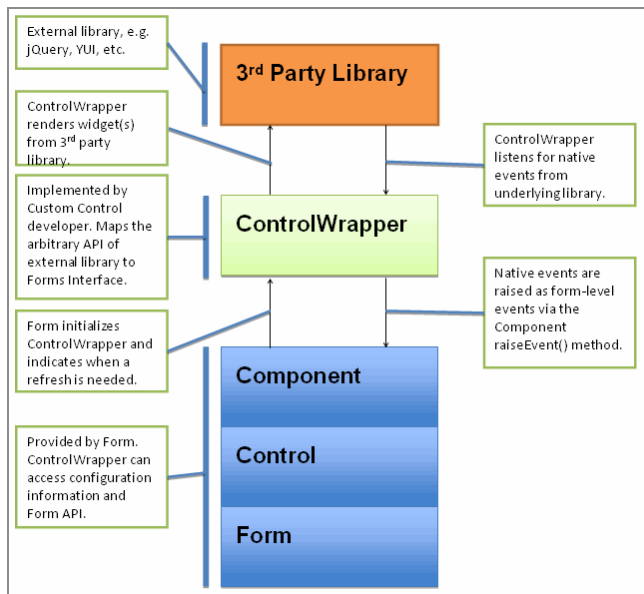 External library, e.g.
jQuery, YUI, etc.
3rd Party Library
ControlWrapper
renders widget(s)
from 3rd party
library.
ControlWrapper
listens for native
events from
underlying library.
Implemented by
Custom Control
developer. Maps the
arbitrary API of
external library to
Forms Interface.
ControlWrapper
Native events are
raised as form-level
events via the
Component
raiseEvent() method.
Form initializes
ControlWrapper and
indicates when a
refresh is needed.
Component
Provided by Form.
ControlWrapper can
access configuration
information and
Form API.
Control
Form